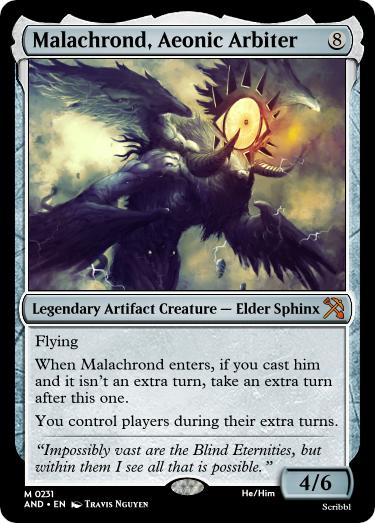 Malachrond, Aeonic Arbiter 8
Legendary Artifact Creature — Elder Sphinx
Flying
When Malachrond enters, if you cast him
and it isn't an extra turn, take an extra turn
after this one.
You control players during their extra turns.
"Impossibly vast are the Blind Eternities, but
within them I see all that is possible."
4/6
M 0231
He/Him
AND • EN Travis Nguyen
Scribbl